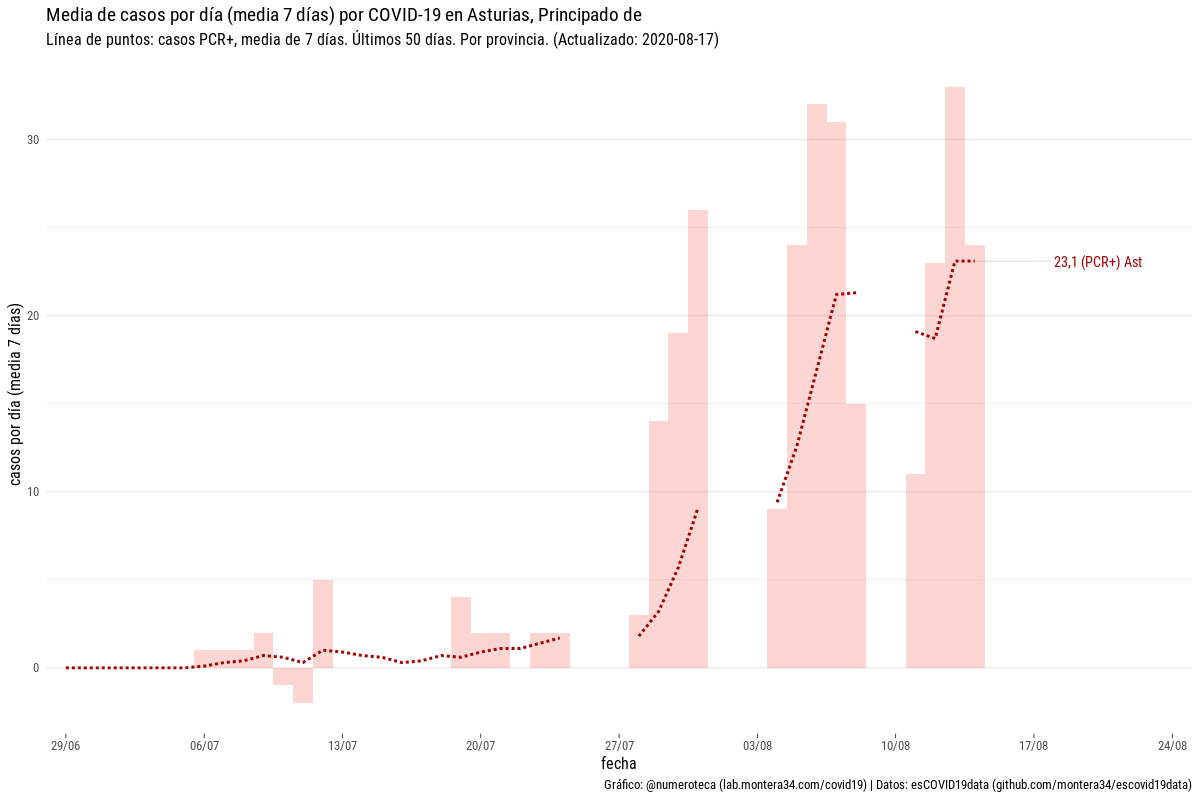 Media de casos por día (media 7 días) por COVID-19 en Asturias, Principado de
Línea de puntos: casos PCR+, media de 7 días. Últimos 50 días. Por provincia. (Actualizado: 2020-08-17)
casos por día (media 7 días)
30
20
10
0
23,1 (PCR+) Ast
29/06 06/07 13/07 20/07 27/07 03/08 10/08 17/08 24/08
fecha
Gráfico: @numeroteca (lab.montera34.com/covid19) | Datos: esCOVID19data (github.com/montera34/escovid19data)